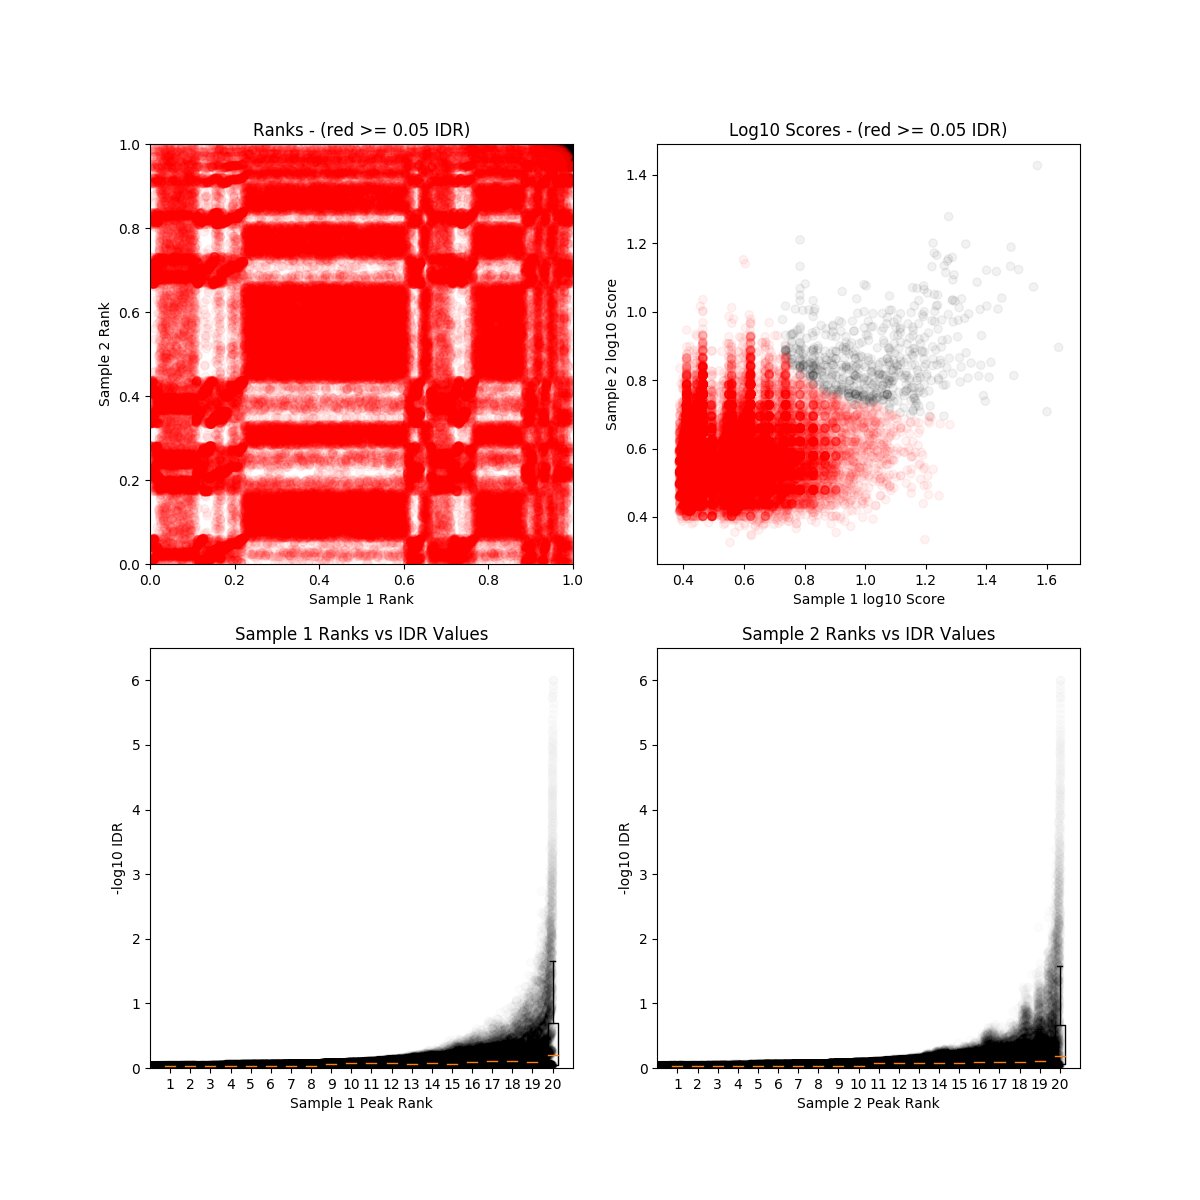 Ranks - (red >= 0.05 IDR)
1.0
0.8
0.6
0.4
0.2
0.0
Sample 2 Rank
0.0 0.2 0.4 0.6 0.8 1.0
Sample 1 Rank
Log10 Scores - (red >= 0.05 IDR)
1.4
1.2
1.0
0.8
0.6
0.4
Sample 2 log10 Score
0.4 0.6 0.8 1.0 1.2 1.4 1.6
Sample 1 log10 Score
Sample 1 Ranks vs IDR Values
6
5
4
3
2
1
0
-log10 IDR
1 2 3 4 5 6 7 8 9 10 11 12 13 14 15 16 17 18 19 20
Sample 1 Peak Rank
Sample 2 Ranks vs IDR Values
6
5
4
3
2
1
0
-log10 IDR
1 2 3 4 5 6 7 8 9 10 11 12 13 14 15 16 17 18 19 20
Sample 2 Peak Rank